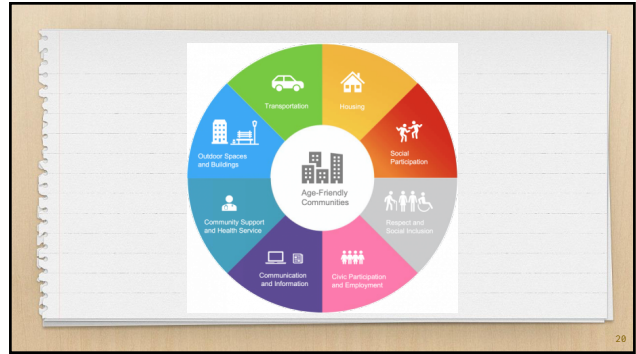 Transportation
Housing
Social
Participation
Respect and
Social Inclusion
Civic Participation
and Employment
Communication
and Information
Community Support
and Health Service
Outdoor Spaces
and Buildings
Age-Friendly
Communities
20